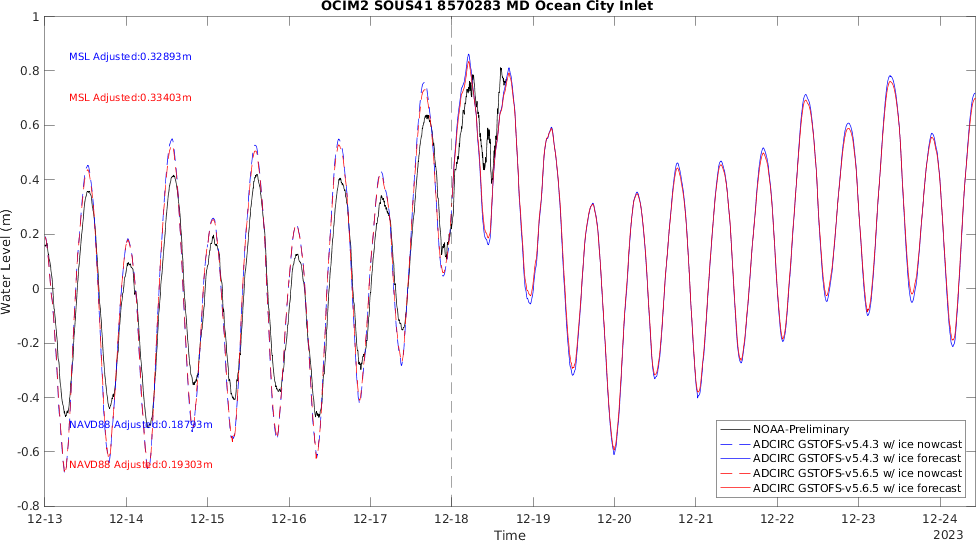 OCIM2 SOUS41 8570283 MD Ocean City Inlet
1
0.8
0.6
0.4
0.2
0
-0.2
-0.4
-0.6
-0.8
Water Level (m)
MSL Adjusted:0.32893m
MSL Adjusted:0.33403m
NAVD88 Adjusted:0.18793m
NAVD88 Adjusted:0.19303m
NOAA-Preliminary
ADCIRC GSTOFS-v5.4.3 w/ ice nowcast
ADCIRC GSTOFS-v5.4.3 w/ ice forecast
ADCIRC GSTOFS-v5.6.5 w/ ice nowcast
ADCIRC GSTOFS-v5.6.5 w/ ice forecast
12-13 12-14 12-15 12-16 12-17 12-18 12-19 12-20 12-21 12-22 12-23 12-24
Time
2023